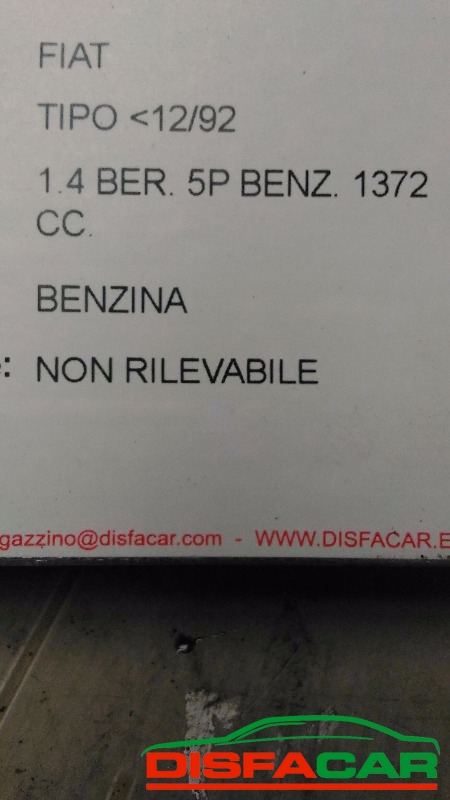 FIAT
TIPO <12/92
1.4 BER. 5P BENZ. 1372
CC.
BENZINA
: NON RILEVABILE
gazzino@disfacar.com - WWW.DISFACAR.E
DISFACAR